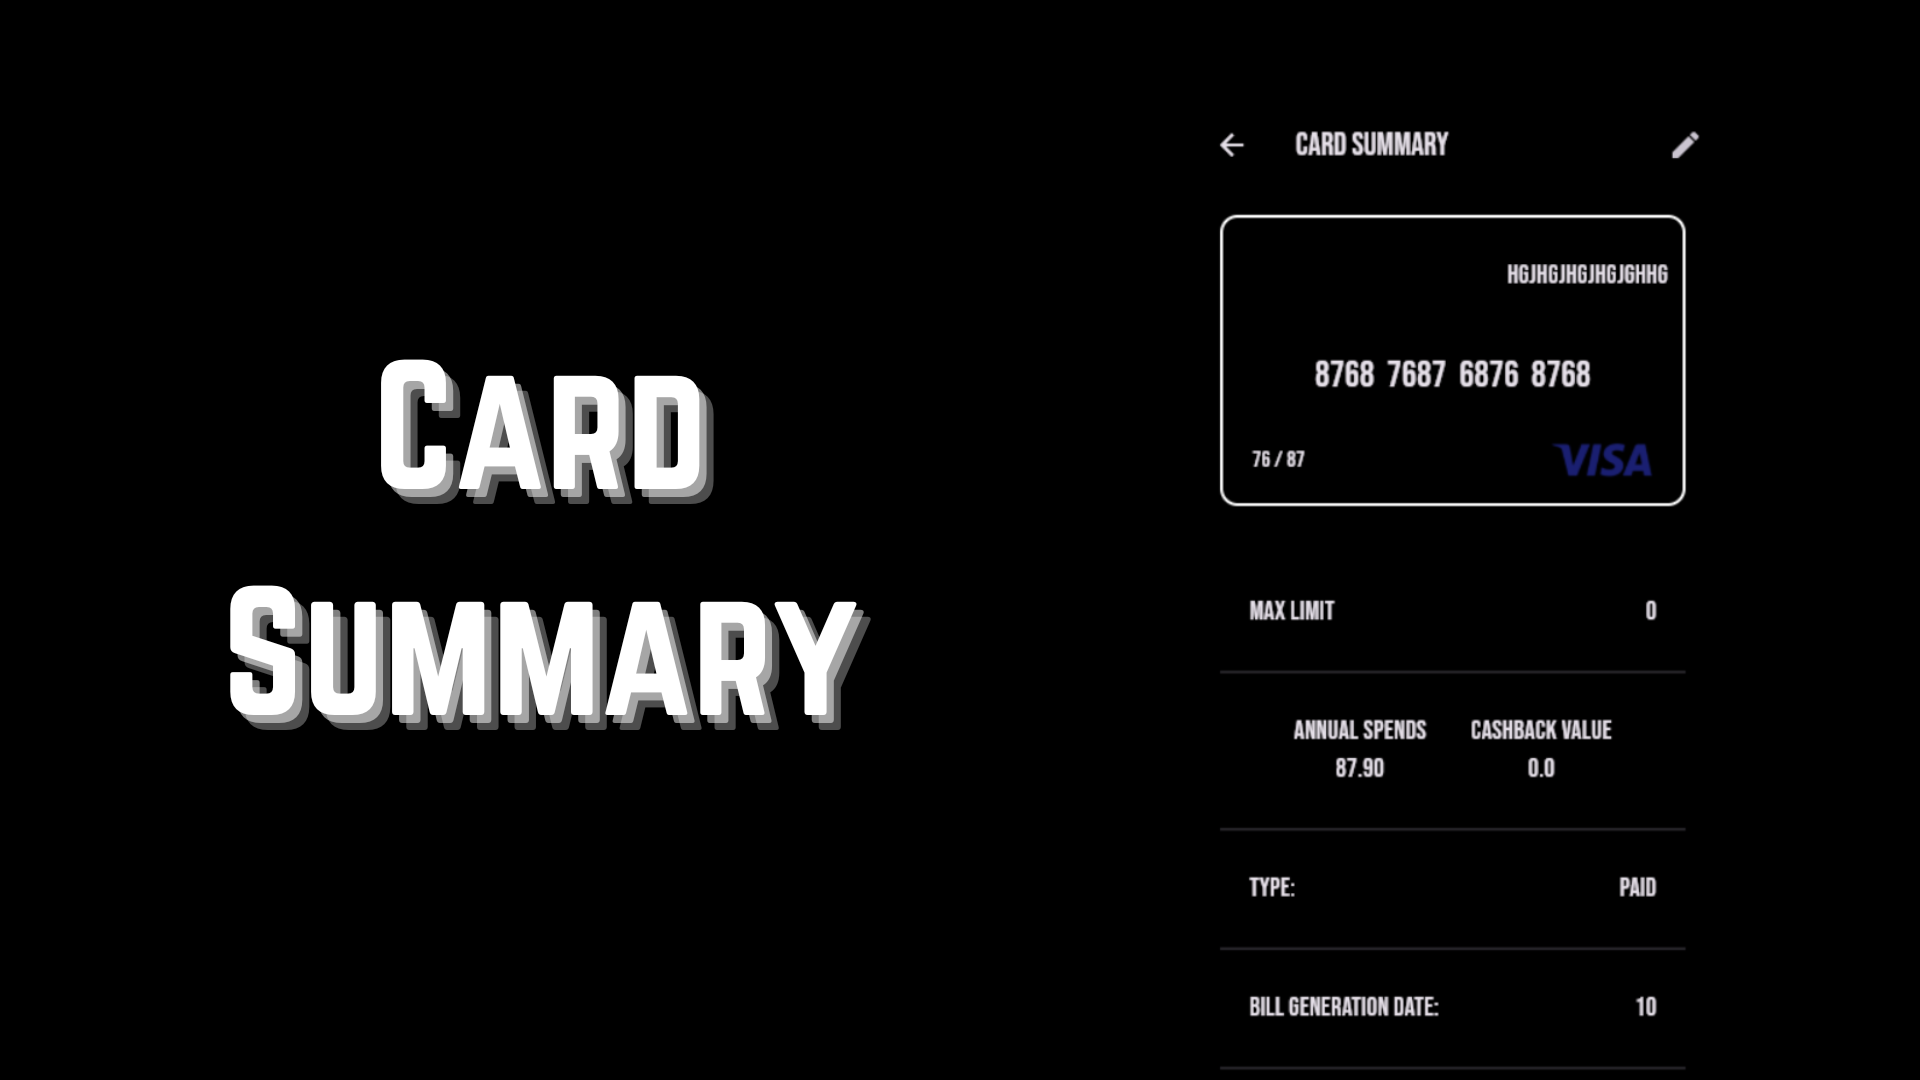 Card
Summary
CARD SUMMARY
HGJHGJHGJHGJGHHG
8768 7687 6876 8768
76 / 87
VISA
MAX LIMIT 0
ANNUAL SPENDS CASHBACK VALUE
87.90 0.0
TYPE: PAID
BILL GENERATION DATE: 10